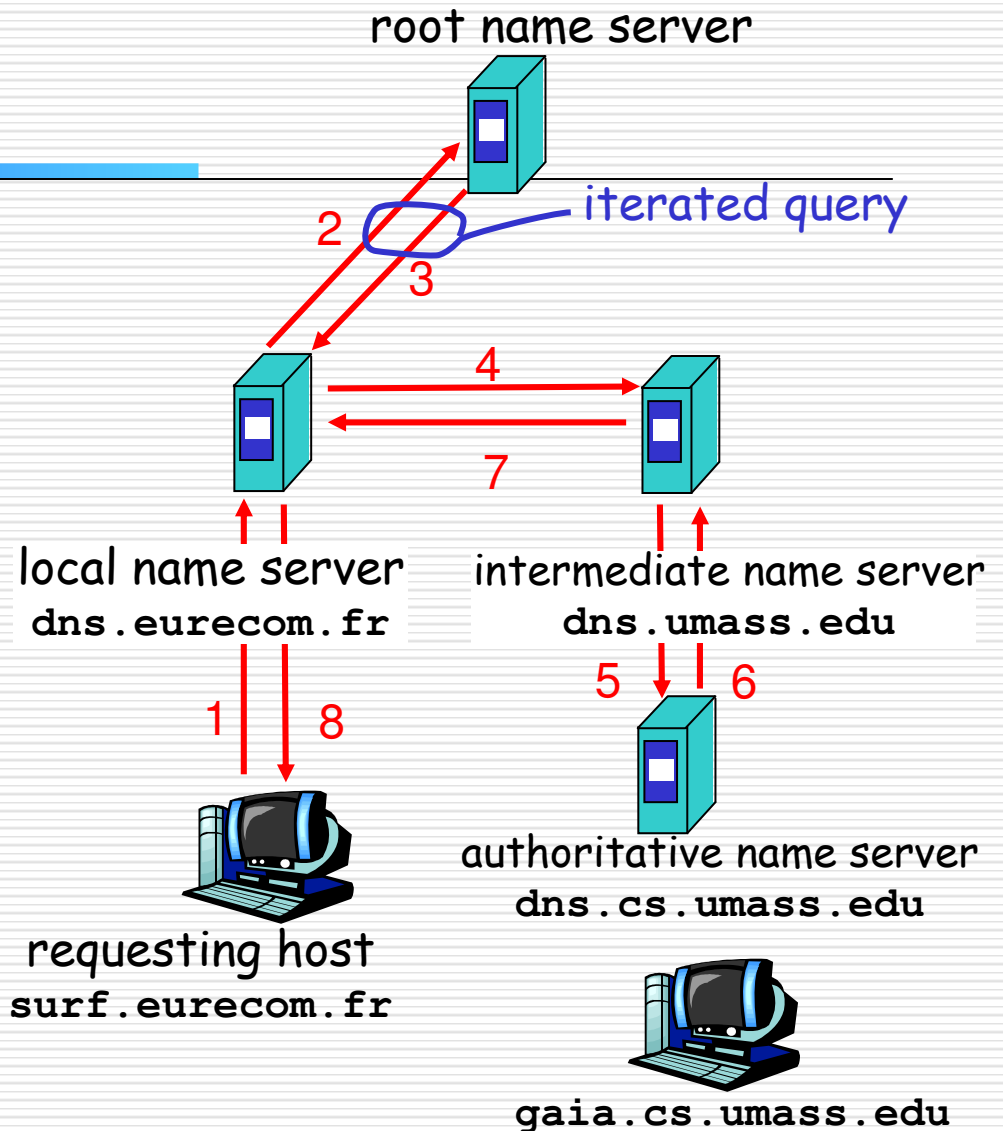 root name server
iterated query
2
3
4
7
local name server
dns.eurecom.fr
intermediate name server
dns.umass.edu
5
6
1
8
authoritative name server
dns.cs.umass.edu
requesting host
surf.eurecom.fr
gaia.cs.umass.edu